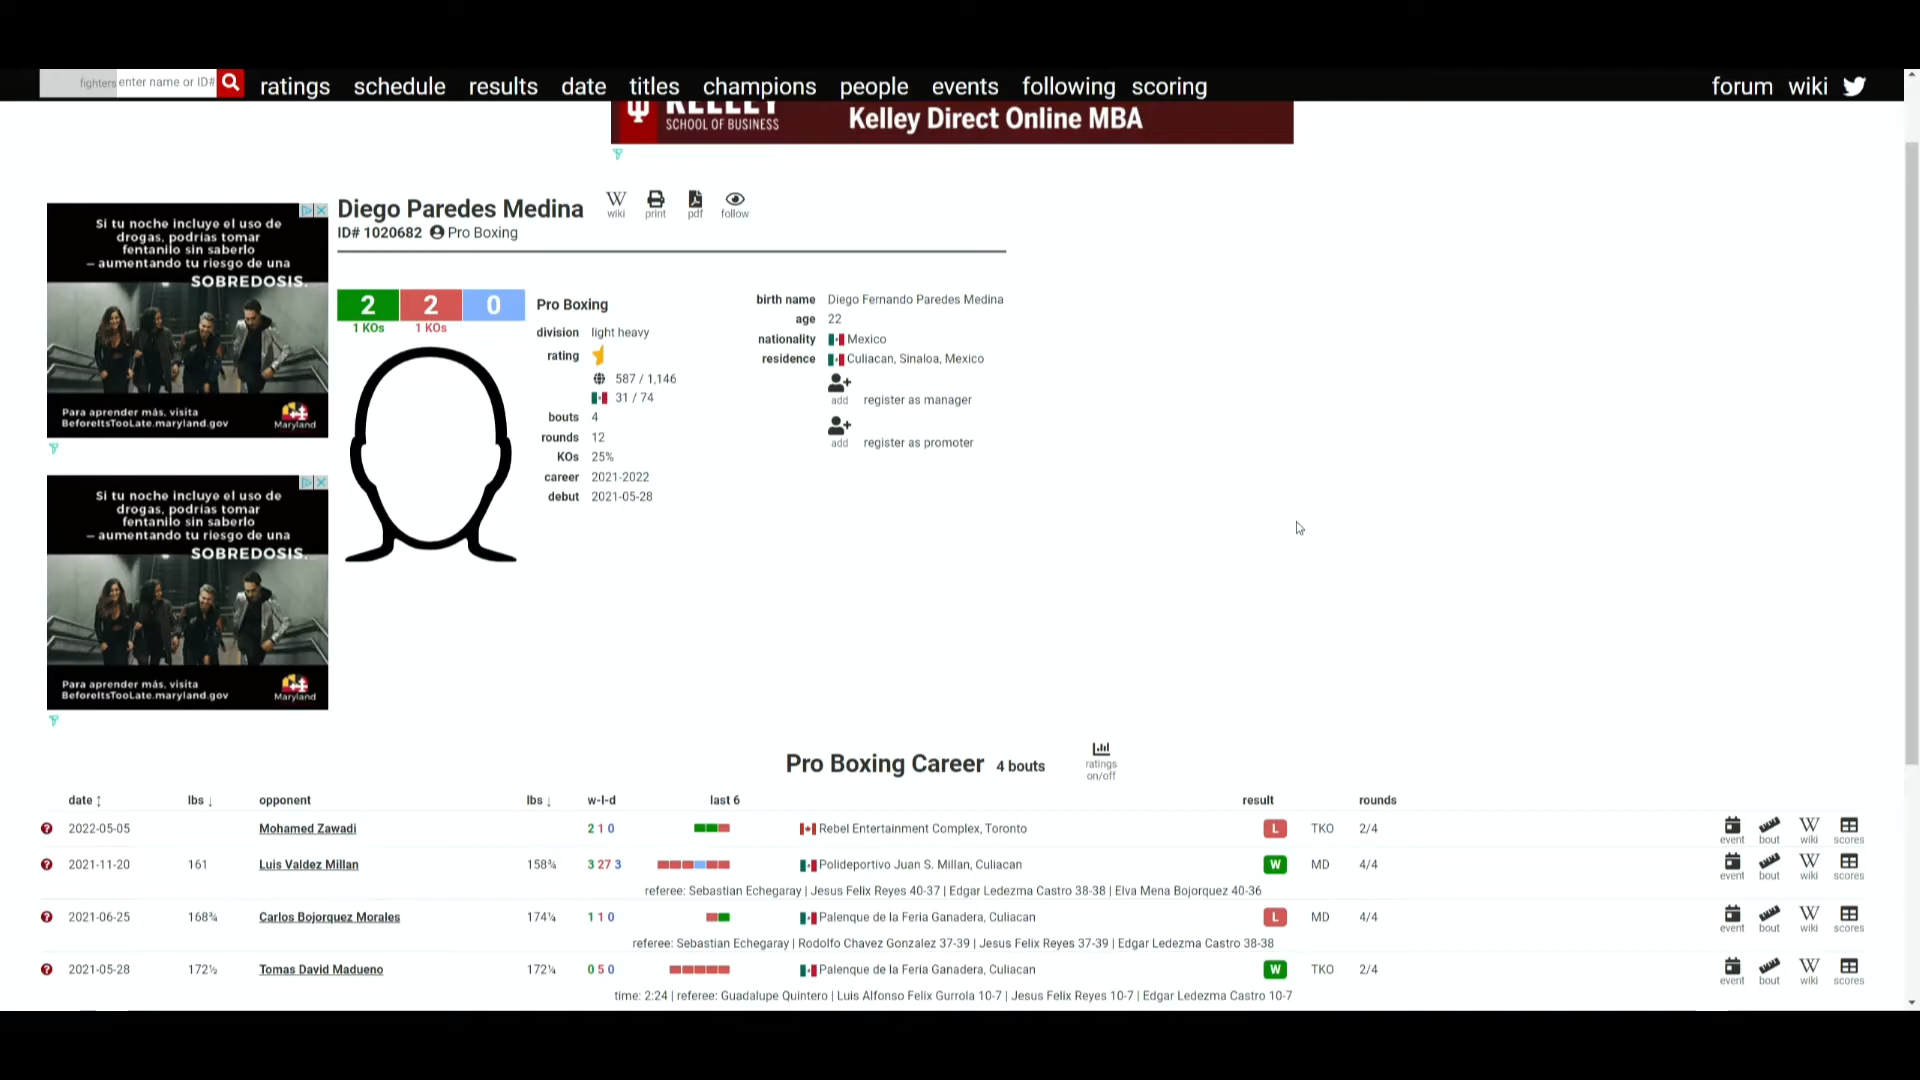 fighters enter name or ID# ratings schedule results date titles champions people events following scoring forum wiki
KELLEY
SCHOOL OF BUSINESS
Kelley Direct Online MBA
Si tu noche incluye el uso de
drogas, podrías tomar
fentanilo sin saberlo
– aumentando tu riesgo de una
SOBREDOSIS.
Para aprender más, visita
BeforeItsTooLate.maryland.gov
Maryland
Si tu noche incluye el uso de
drogas, podrías tomar
fentanilo sin saberlo
– aumentando tu riesgo de una
SOBREDOSIS.
Para aprender más, visita
BeforeItsTooLate.maryland.gov
Maryland
Diego Paredes Medina
wiki print pdf follow
ID# 1020682 Pro Boxing
2 2 0
1 KOs 1 KOs
Pro Boxing
division light heavy
rating
587 / 1,146
31 / 74
bouts 4
rounds 12
KOs 25%
career 2021-2022
debut 2021-05-28
birth name Diego Fernando Paredes Medina
age 22
nationality Mexico
residence Culiacan, Sinaloa, Mexico
add register as manager
add register as promoter
Pro Boxing Career 4 bouts
ratings
on/off
date lbs opponent lbs w-l-d last 6 result rounds
2022-05-05 Mohamed Zawadi 2 1 0 Rebel Entertainment Complex, Toronto L TKO 2/4
event bout wiki scores
2021-11-20 161 Luis Valdez Millan 158¾ 3 27 3 Polideportivo Juan S. Millan, Culiacan W MD 4/4
event bout wiki scores
referee: Sebastian Echegaray | Jesus Felix Reyes 40-37 | Edgar Ledezma Castro 38-38 | Elva Mena Bojorquez 40-36
2021-06-25 168¾ Carlos Bojorquez Morales 174¼ 1 1 0 Palenque de la Feria Ganadera, Culiacan L MD 4/4
event bout wiki scores
referee: Sebastian Echegaray | Rodolfo Chavez Gonzalez 37-39 | Jesus Felix Reyes 37-39 | Edgar Ledezma Castro 38-38
2021-05-28 172½ Tomas David Madueno 172¼ 0 5 0 Palenque de la Feria Ganadera, Culiacan W TKO 2/4
event bout wiki scores
time: 2:24 | referee: Guadalupe Quintero | Luis Alfonso Felix Gurrola 10-7 | Jesus Felix Reyes 10-7 | Edgar Ledezma Castro 10-7